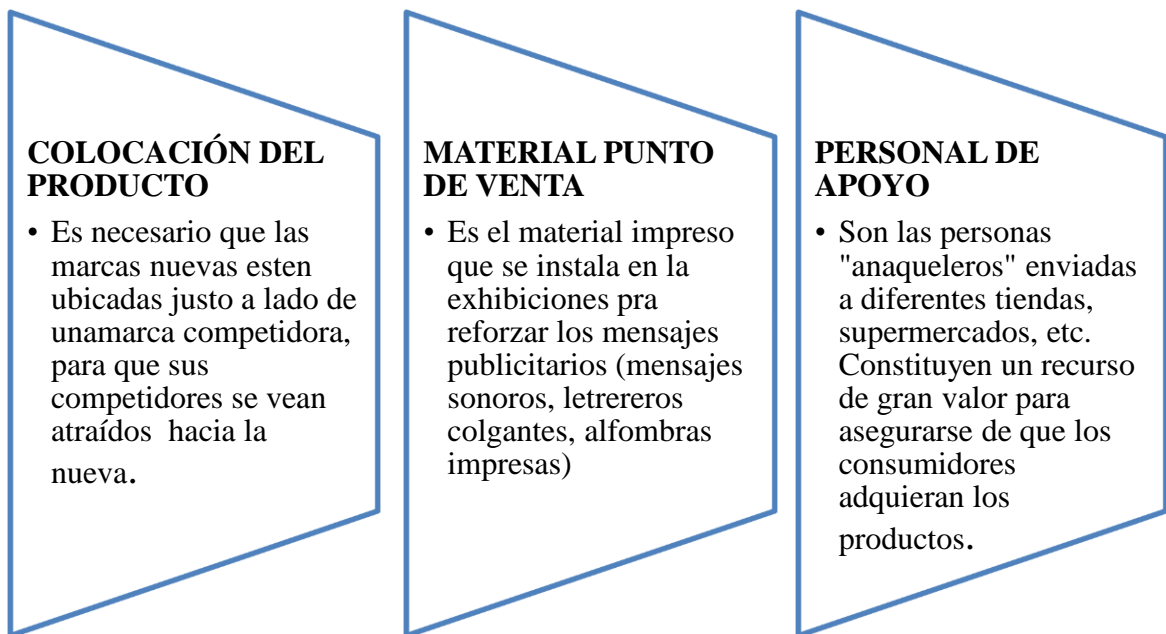 COLOCACIÓN DEL
PRODUCTO
• Es necesario que las
marcas nuevas esten
ubicadas justo a lado de
unamarca competidora,
para que sus
competidores se vean
atraídos hacia la
nueva.
MATERIAL PUNTO
DE VENTA
• Es el material impreso
que se instala en la
exhibiciones pra
reforzar los mensajes
publicitarios (mensajes
sonoros, letrereros
colgantes, alfombras
impresas)
PERSONAL DE
APOYO
• Son las personas
"anaqueleros" enviadas
a diferentes tiendas,
supermercados, etc.
Constituyen un recurso
de gran valor para
asegurarse de que los
consumidores
adquieran los
productos.